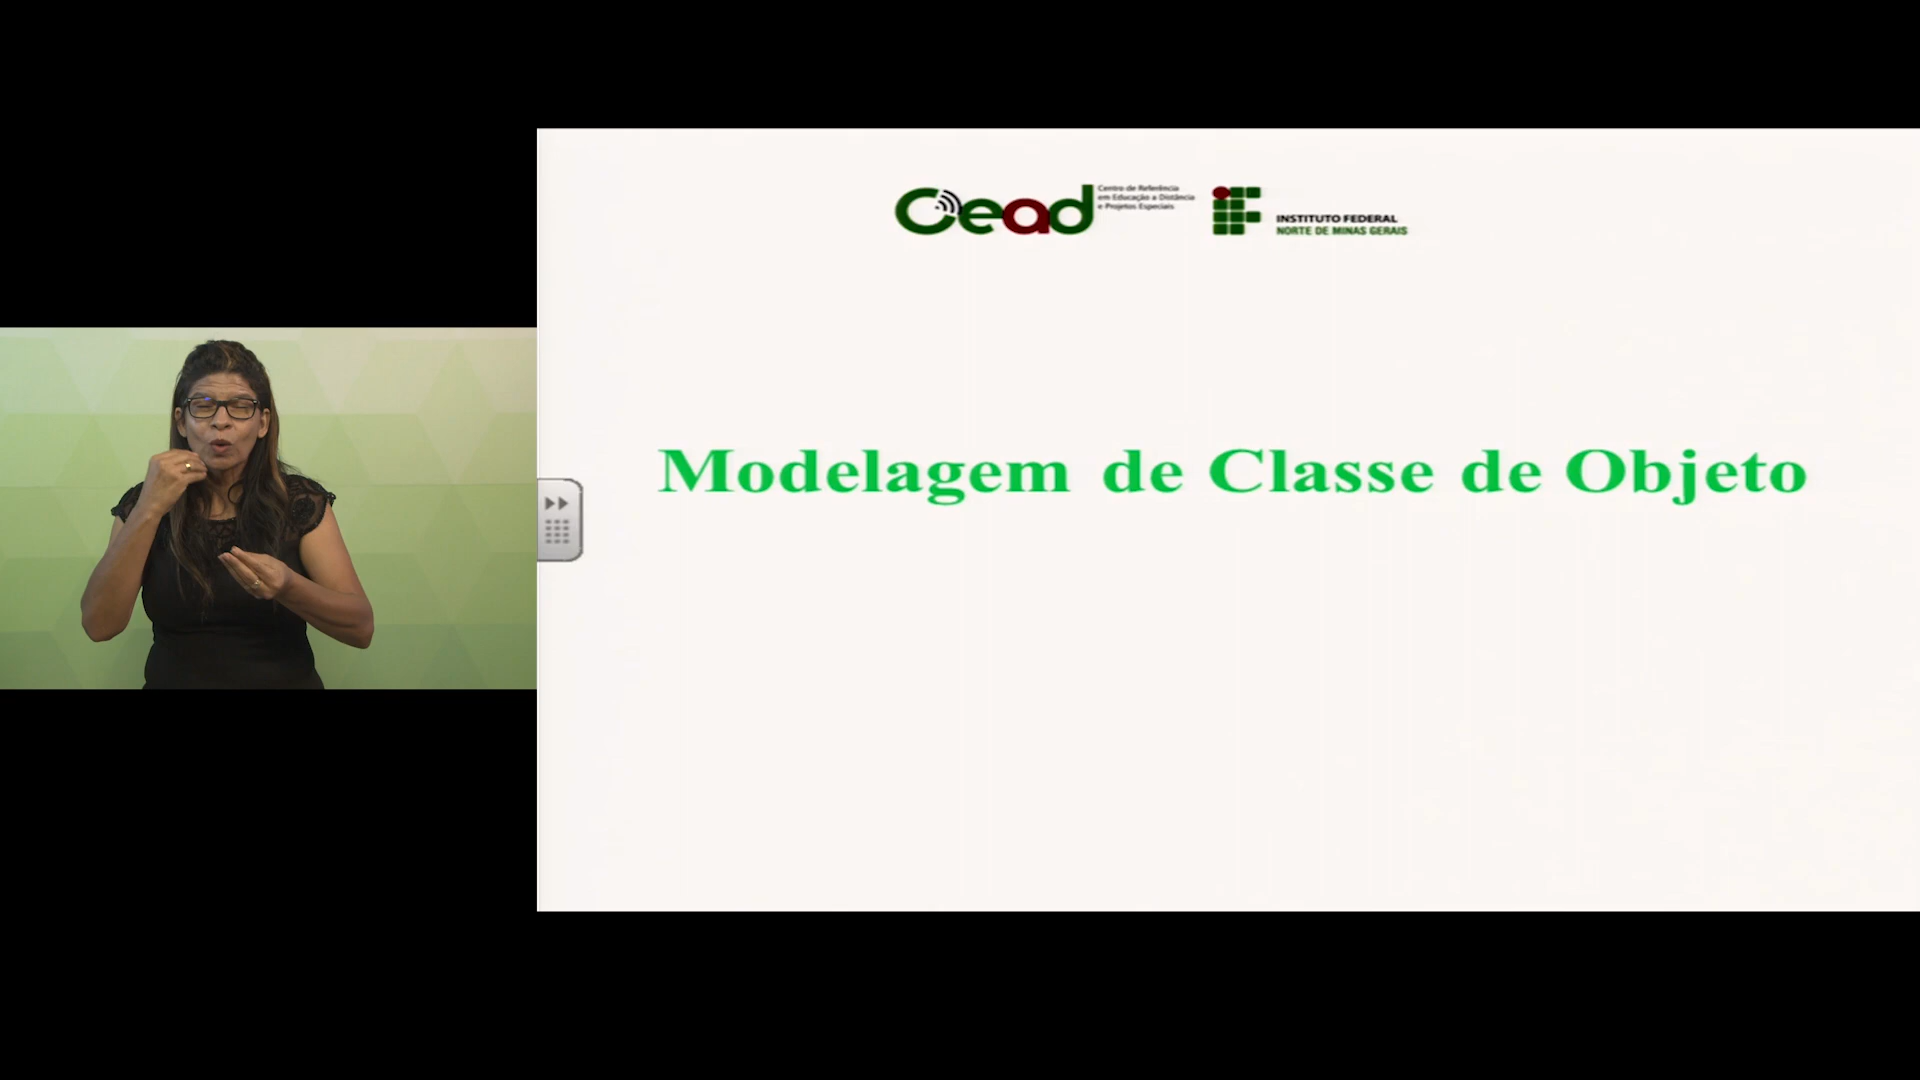 Cead
Centro de Referência
em Educação a Distância
e Projetos Especiais
INSTITUTO FEDERAL
NORTE DE MINAS GERAIS
Modelagem de Classe de Objeto